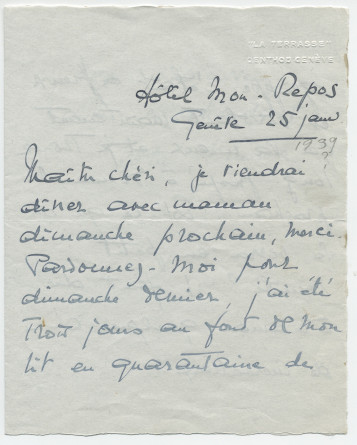 "LA TERRASSE"
GENTHOD GENÈVE
Hôtel Mon-Repos
Genève 25 janv
1939
?
Maître chéri, je viendrai
dîner avec maman
dimanche prochain, merci-
Pardonnez-moi pour
dimanche dernier, j'ai été
Trois jours au fond de mon
lit en quarantaine de